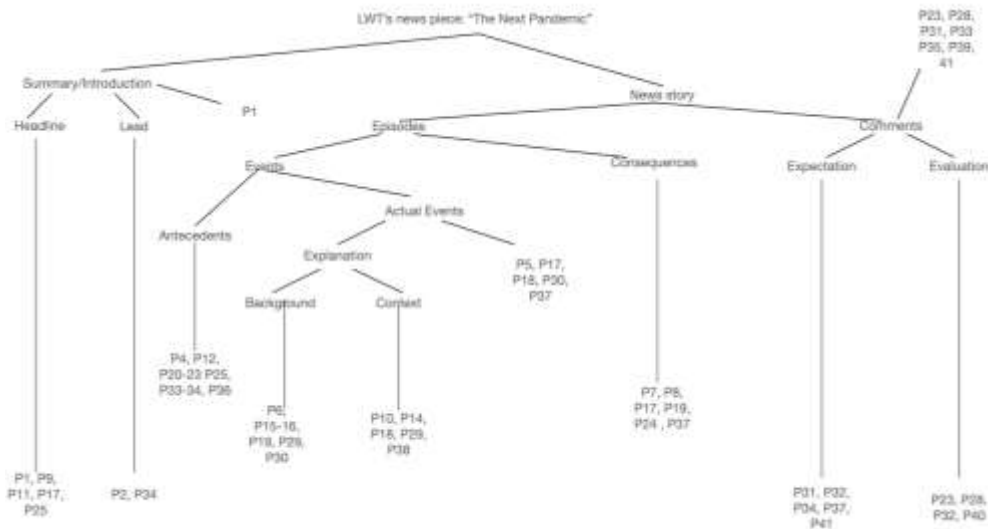 LWT's news piece: "The Next Pandemic"
P23, P28,
P31, P33
P35, P39,
41
Summary/Introduction
News story
P1
Headline
Lead
Episodes
Comments
Events
Consequences
Expectation
Evaluation
Actual Events
Antecedents
Explanation
P5, P17,
P18, P30,
P37
Background
Context
P4, P12,
P20-23 P25,
P33-34, P36
P6,
P15-16,
P19, P29,
P30
P10, P14,
P16, P29,
P38
P7, P8,
P17, P19,
P24 , P37
P1, P9,
P11, P17,
P25
P2, P34
P31, P32,
P34, P37,
P41
P23, P28,
P32, P40